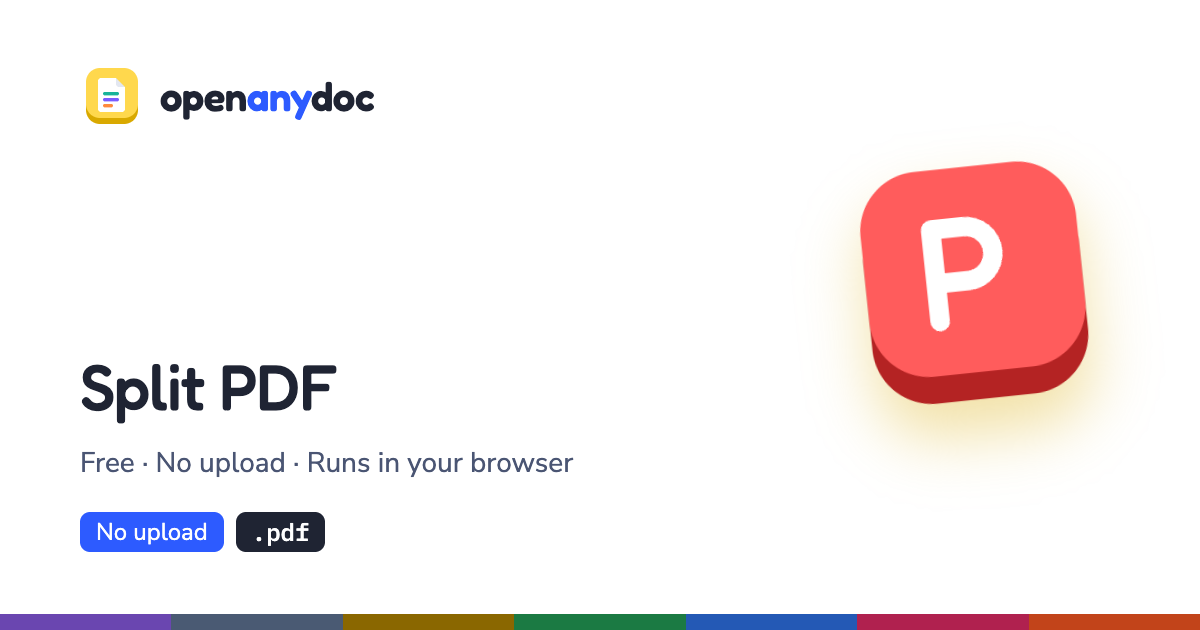 openanydoc
P
Split PDF
Free · No upload · Runs in your browser
No upload .pdf